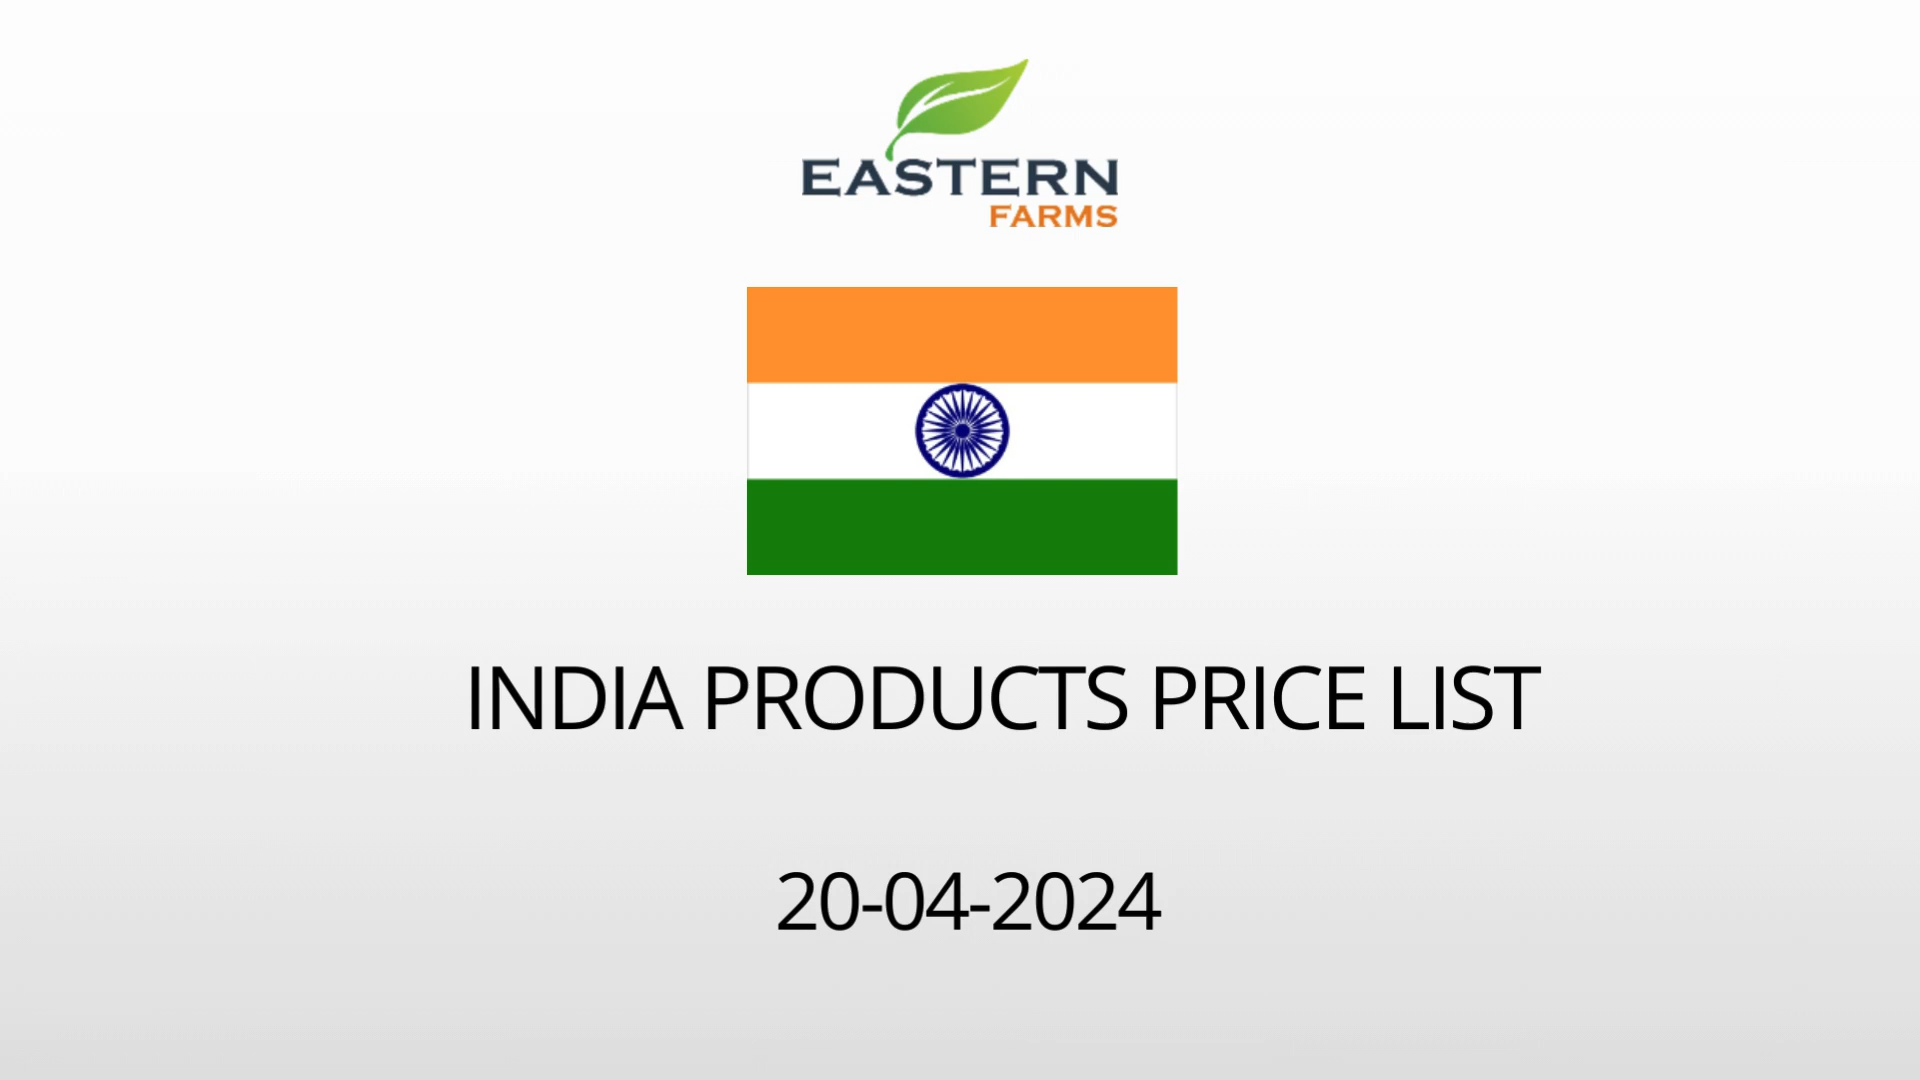 EASTERN
FARMS
INDIA PRODUCTS PRICE LIST
20-04-2024